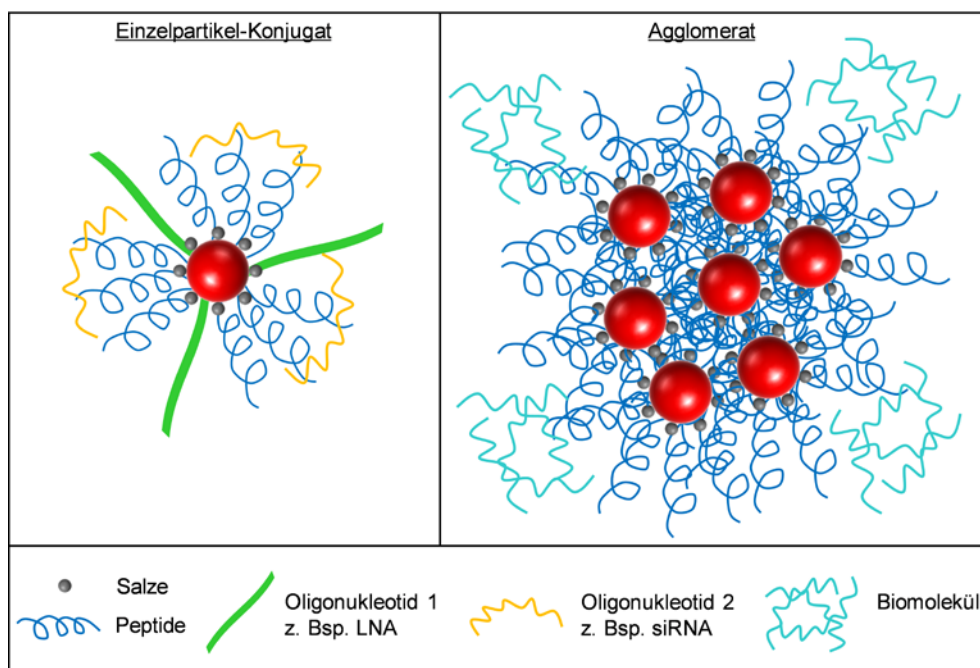 Einzelpartikel-Konjugat
Agglomerat
Salze
Peptide
Oligonukleotid 1
z. Bsp. LNA
Oligonukleotid 2
z. Bsp. siRNA
Biomolekül